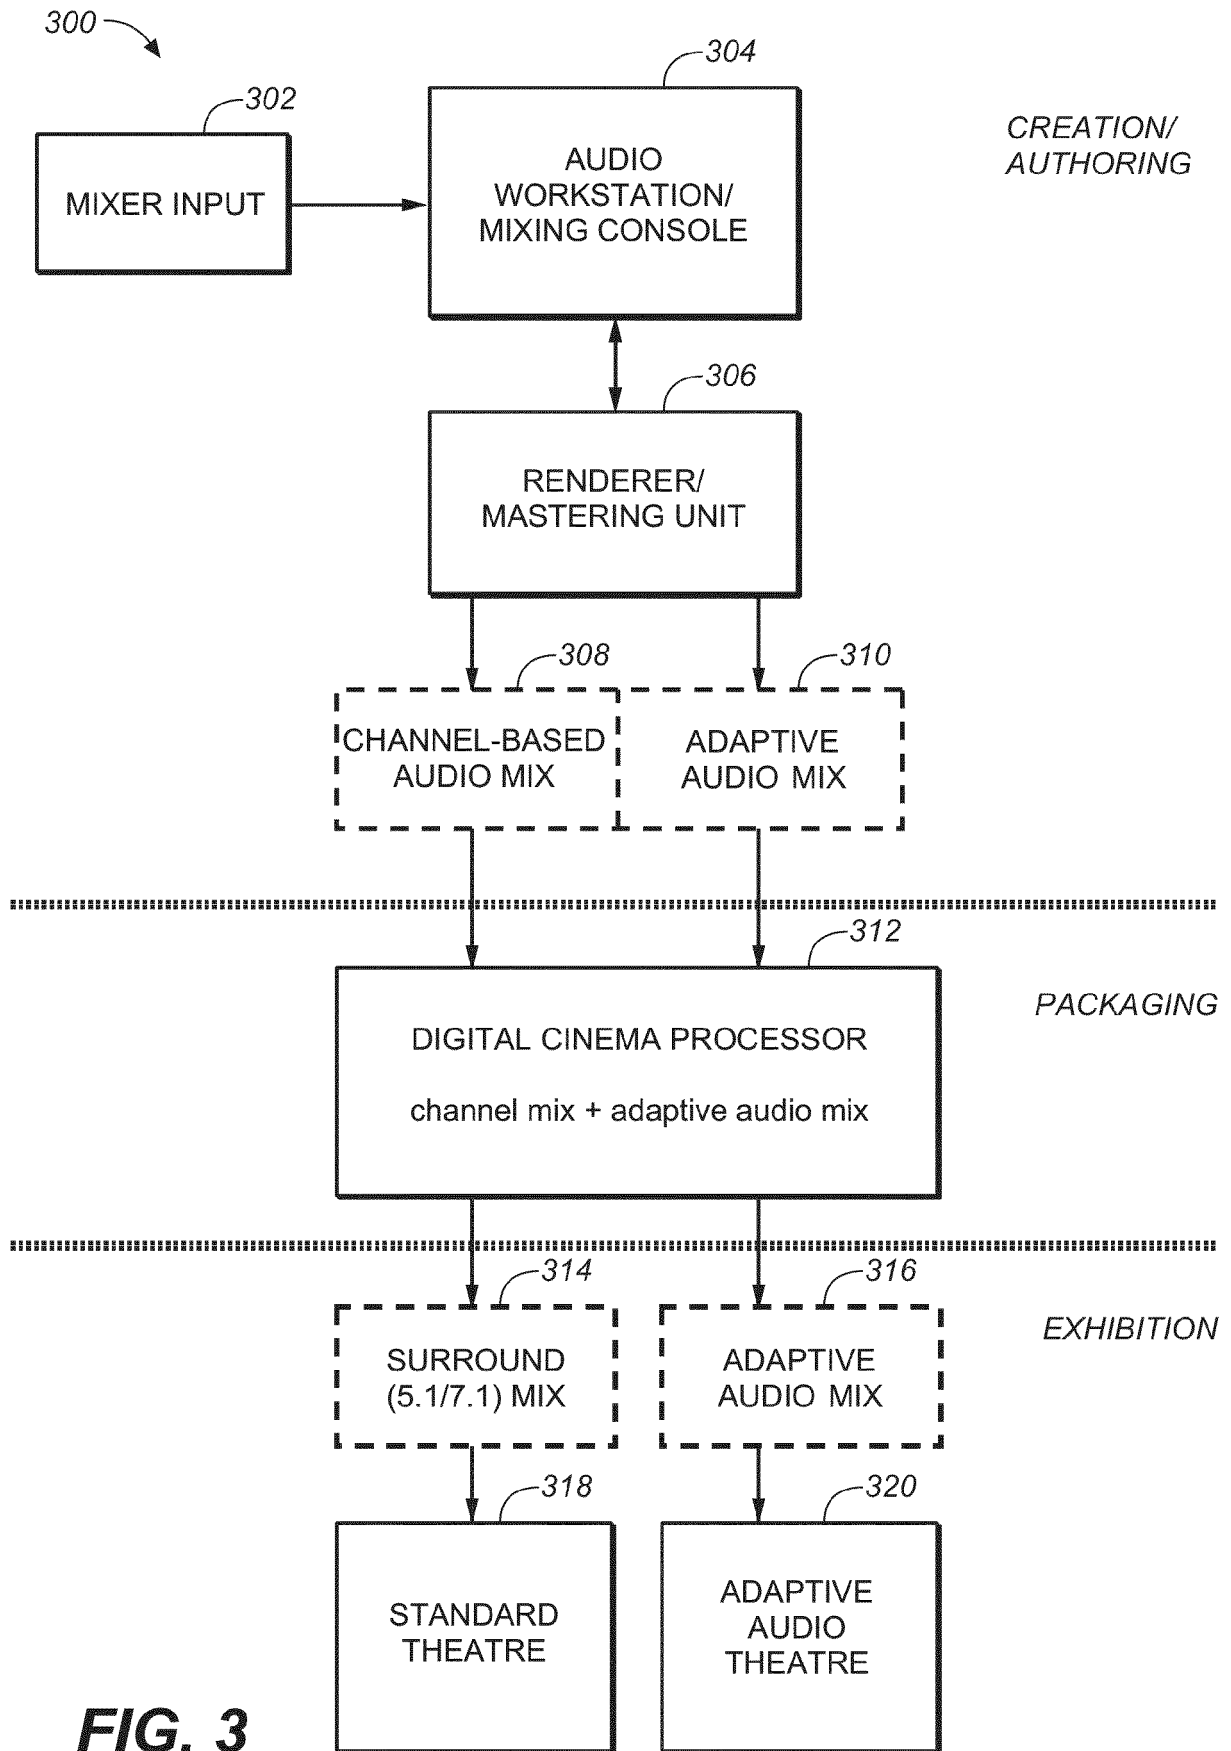 300
304
302
CREATION/
AUTHORING
MIXER INPUT
AUDIO
WORKSTATION/
MIXING CONSOLE
306
RENDERER/
MASTERING UNIT
308
310
CHANNEL-BASED
AUDIO MIX
ADAPTIVE
AUDIO MIX
312
PACKAGING
DIGITAL CINEMA PROCESSOR
channel mix + adaptive audio mix
314
316
EXHIBITION
SURROUND
(5.1/7.1) MIX
ADAPTIVE
AUDIO MIX
318
320
STANDARD
THEATRE
ADAPTIVE
AUDIO
THEATRE
FIG. 3